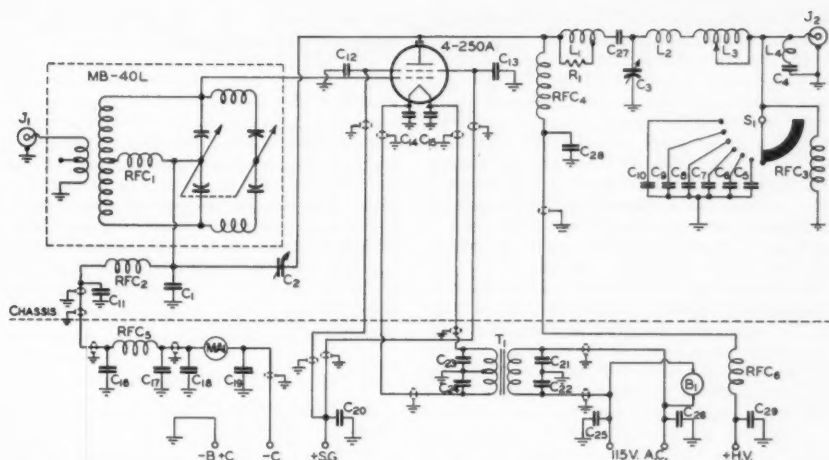 4-250A
C12
C13
L1
R1
C27
C3
L2
L3
L4
C4
J2
MB-40L
J1
RFC1
C14
C15
RFC4
C28
S1
RFC3
C10
C9
C8
C7
C6
C5
RFC2
C11
C1
C2
CHASSIS
RFC5
C16
C17
C18
MA
C19
C20
C23
C24
T1
C21
C22
B1
RFC6
C25
C26
C29
-B +C
-C
+SG.
115V. A.C.
+H.V.